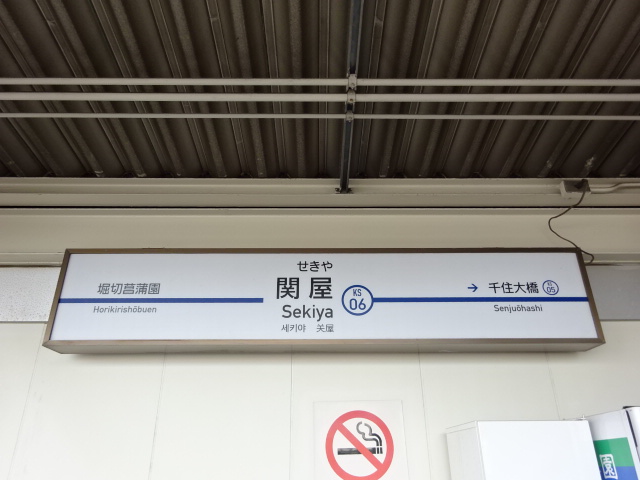 せきや
関屋
KS
06
Sekiya
세키야 关屋
堀切菖蒲園
Horikirishōbuen
→ 千住大橋
KS
05
Senjuōhashi
園